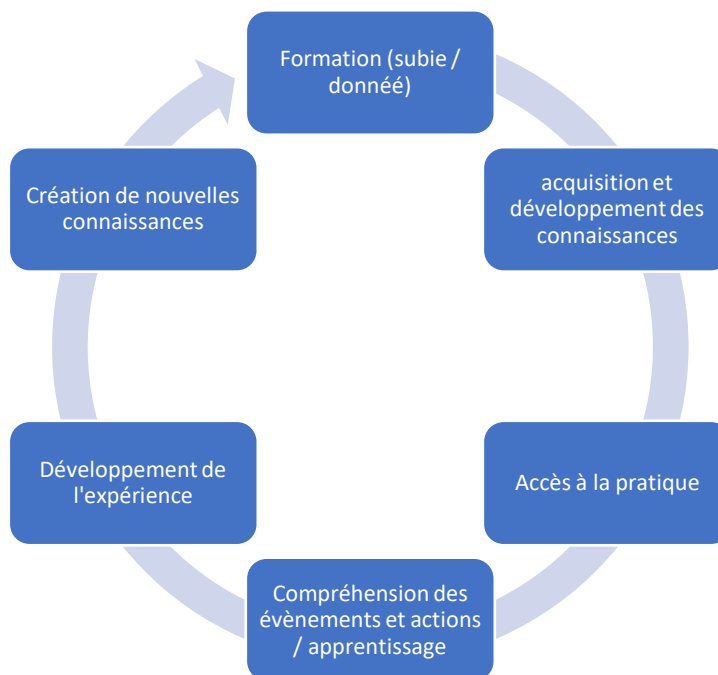 Formation (subie /
donnéé)
acquisition et
développement des
connaissances
Accès à la pratique
Compréhension des
évènements et actions
/ apprentissage
Développement de
l'expérience
Création de nouvelles
connaissances